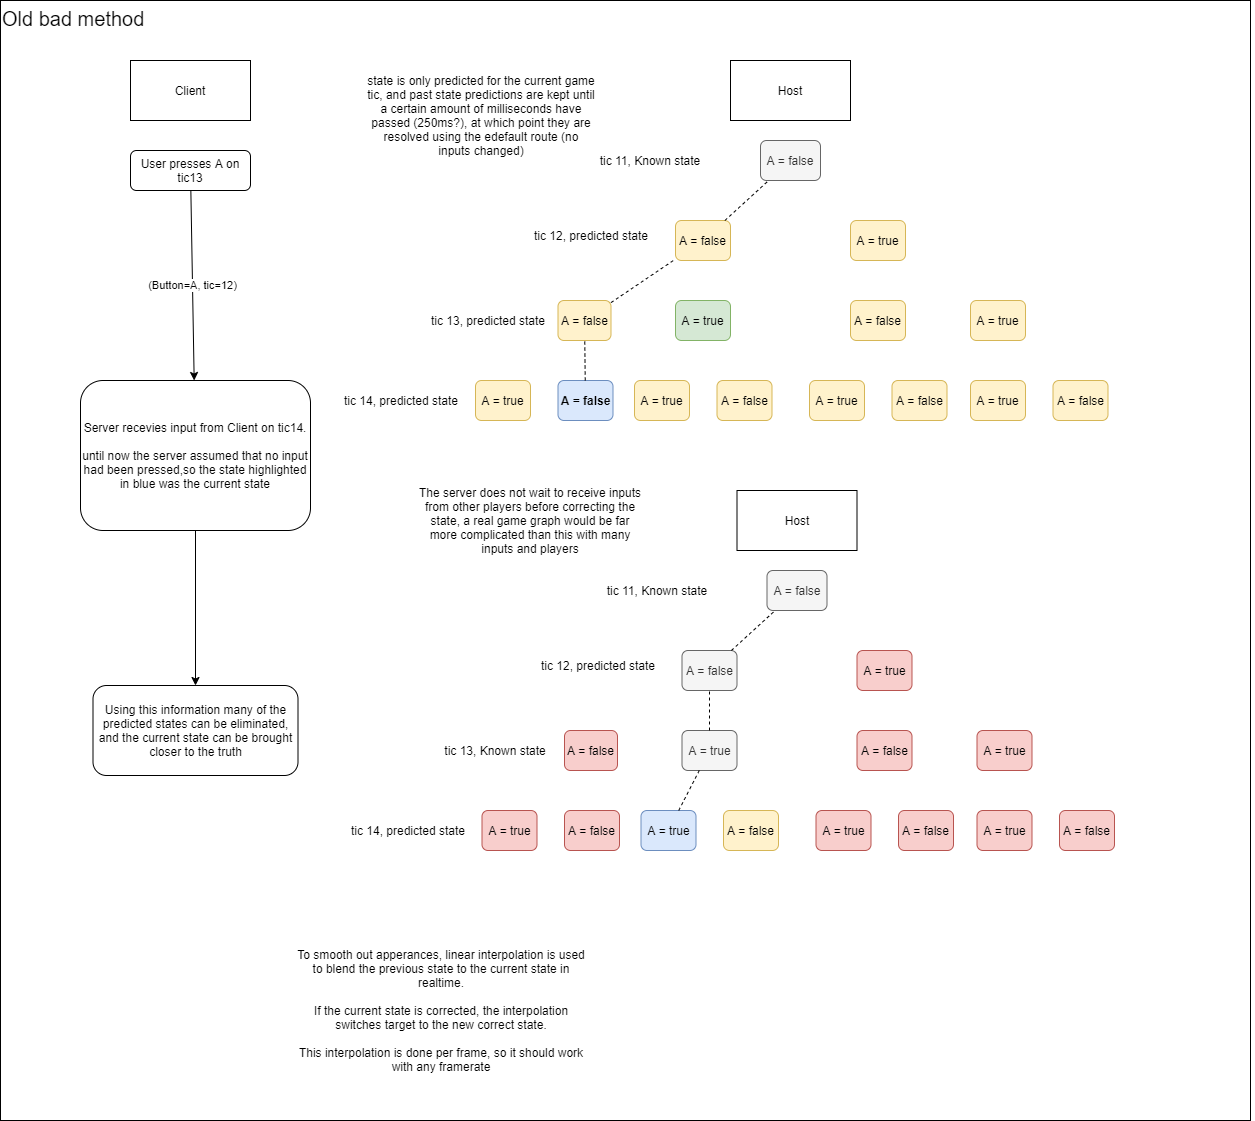 Old bad method
Client
User presses A on
tic13
(Button=A, tic=12)
Server recevies input from Client on tic14.
until now the server assumed that no input
had been pressed,so the state highlighted
in blue was the current state
Using this information many of the
predicted states can be eliminated,
and the current state can be brought
closer to the truth
state is only predicted for the current game
tic, and past state predictions are kept until
a certain amount of milliseconds have
passed (250ms?), at which point they are
resolved using the edefault route (no
inputs changed)
Host
tic 11, Known state
A = false
tic 12, predicted state
A = false
A = true
tic 13, predicted state
A = false
A = true
A = false
A = true
tic 14, predicted state
A = true
A = false
A = true
A = false
A = true
A = false
A = true
A = false
The server does not wait to receive inputs
from other players before correcting the
state, a real game graph would be far
more complicated than this with many
inputs and players
Host
tic 11, Known state
A = false
tic 12, predicted state
A = false
A = true
tic 13, Known state
A = false
A = true
A = false
A = true
tic 14, predicted state
A = true
A = false
A = true
A = false
A = true
A = false
A = true
A = false
To smooth out apperances, linear interpolation is used
to blend the previous state to the current state in
realtime.
If the current state is corrected, the interpolation
switches target to the new correct state.
This interpolation is done per frame, so it should work
with any framerate